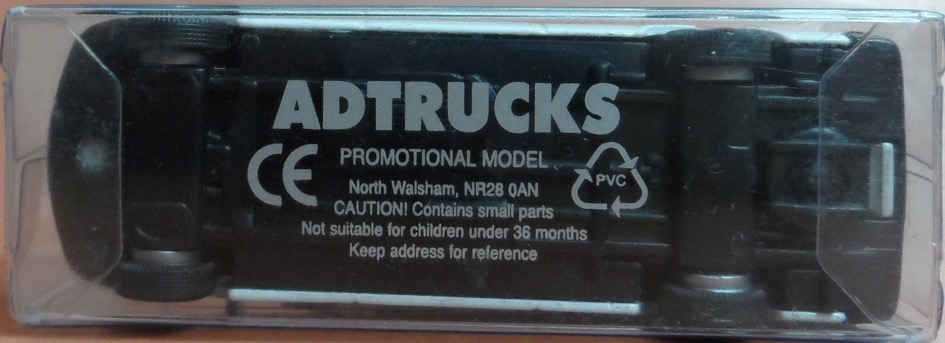 ADTRUCKS
CE
PROMOTIONAL MODEL
PVC
North Walsham, NR28 0AN
CAUTION! Contains small parts
Not suitable for children under 36 months
Keep address for reference